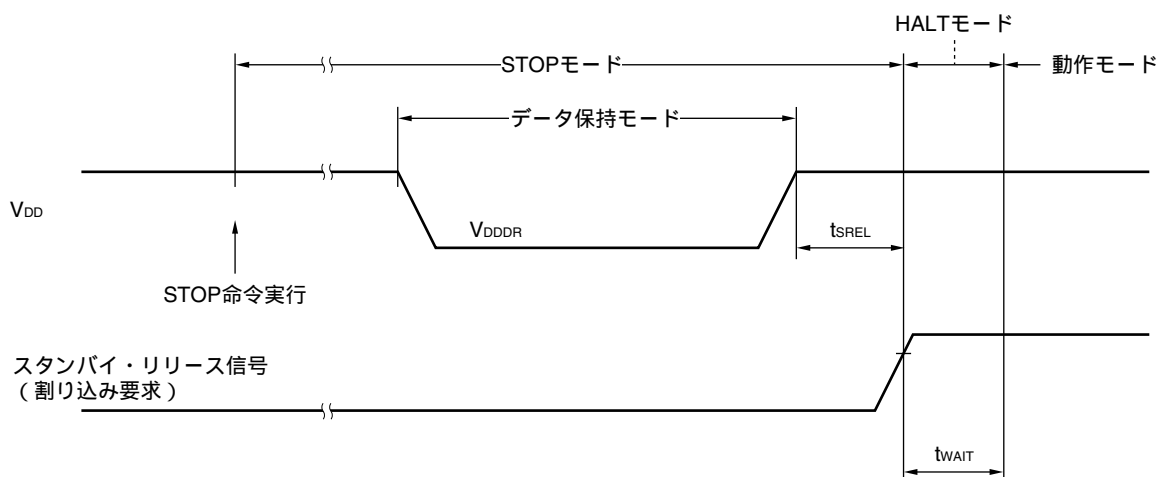 HALTモード
STOPモード
動作モード
データ保持モード
VDD
VDDDR
tSREL
STOP命令実行
スタンバイ・リリース信号
(割り込み要求)
tWAIT